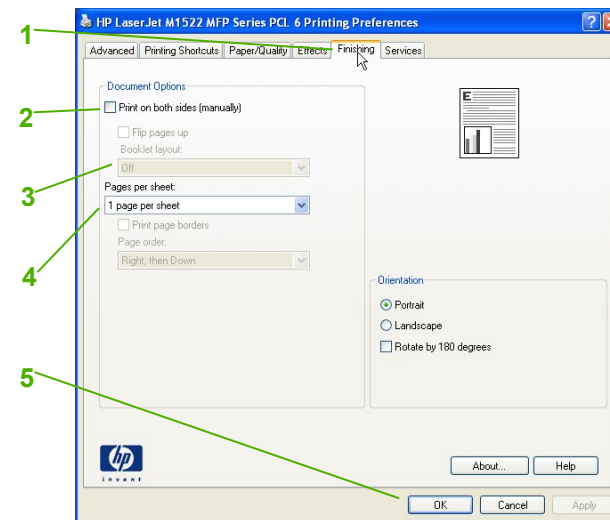 HP LaserJet M1522 MFP Series PCL 6 Printing Preferences
1
Advanced Printing Shortcuts Paper/Quality Effects Finishing Services
Document Options
2
Print on both sides (manually)
E
Flip pages up
Booklet layout:
Off
3
Pages per sheet:
1 page per sheet
Print page borders
Page order:
Right, then Down
4
Orientation
Portrait
Landscape
Rotate by 180 degrees
5
hp
invent
About... Help
OK Cancel Apply